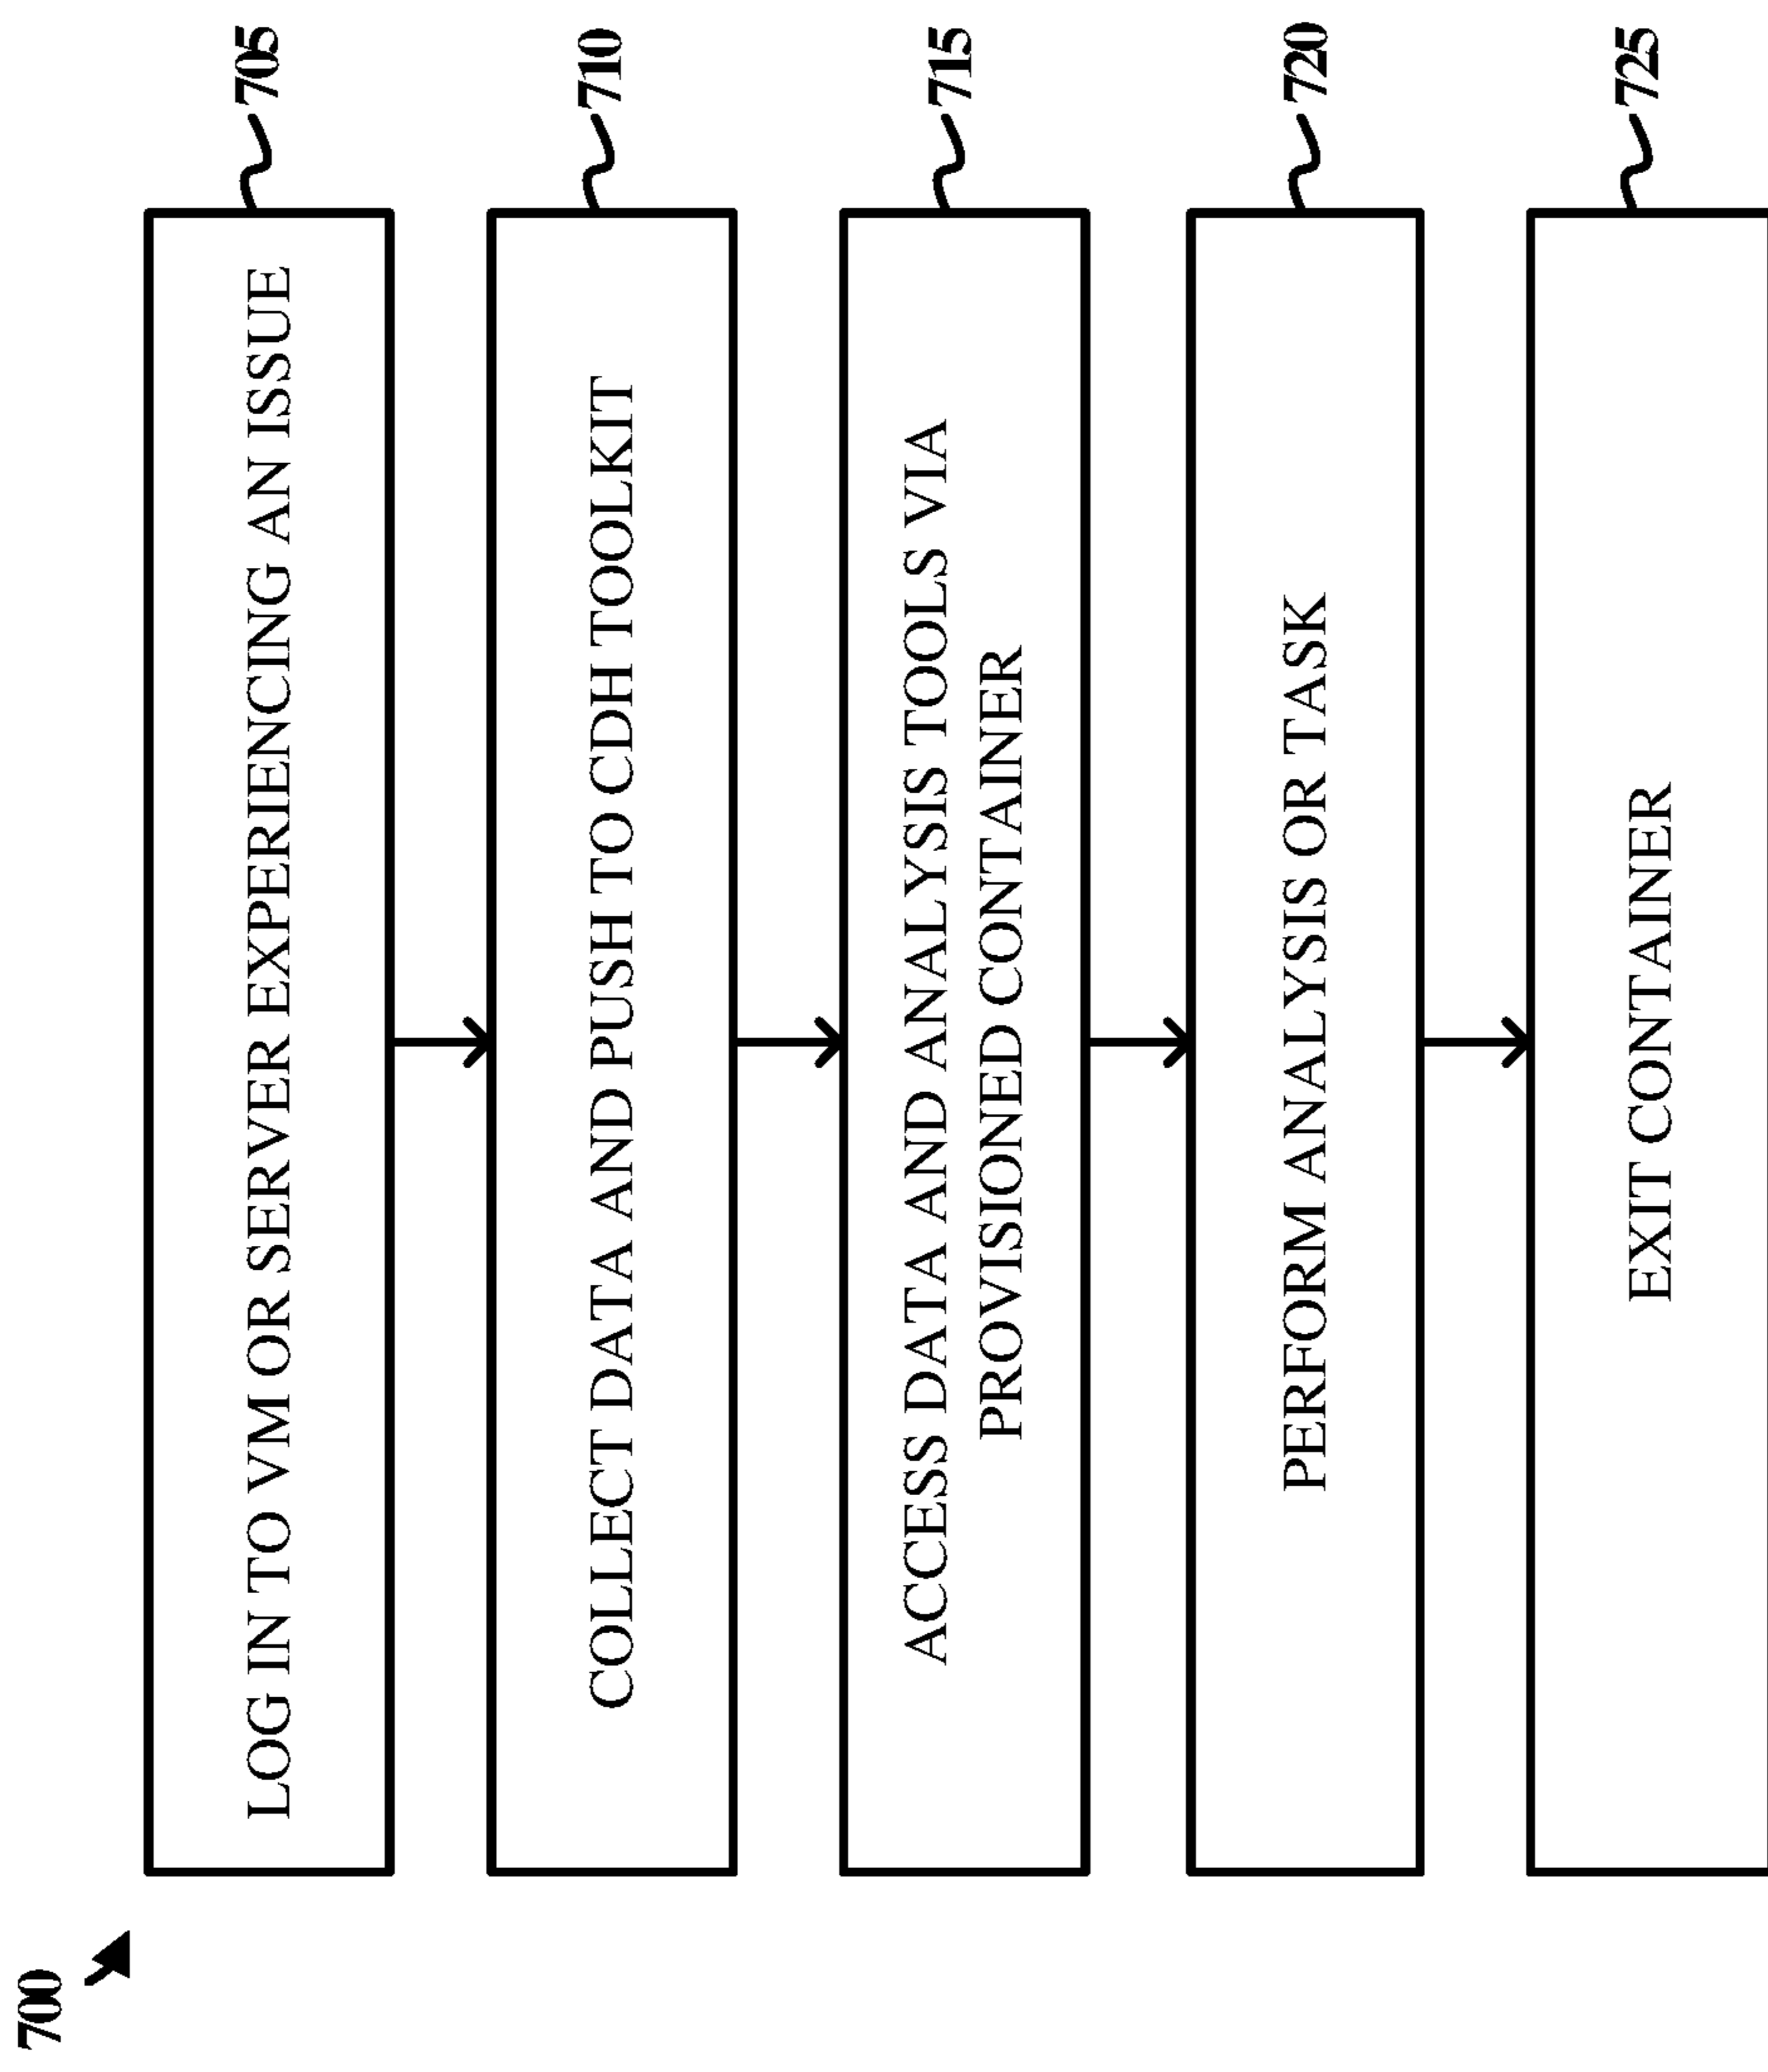 700
LOG IN TO VM OR SERVER EXPERIENCING AN ISSUE
705
COLLECT DATA AND PUSH TO CDH TOOLKIT
710
ACCESS DATA AND ANALYSIS TOOLS VIA
PROVISIONED CONTAINER
715
PERFORM ANALYSIS OR TASK
720
EXIT CONTAINER
725